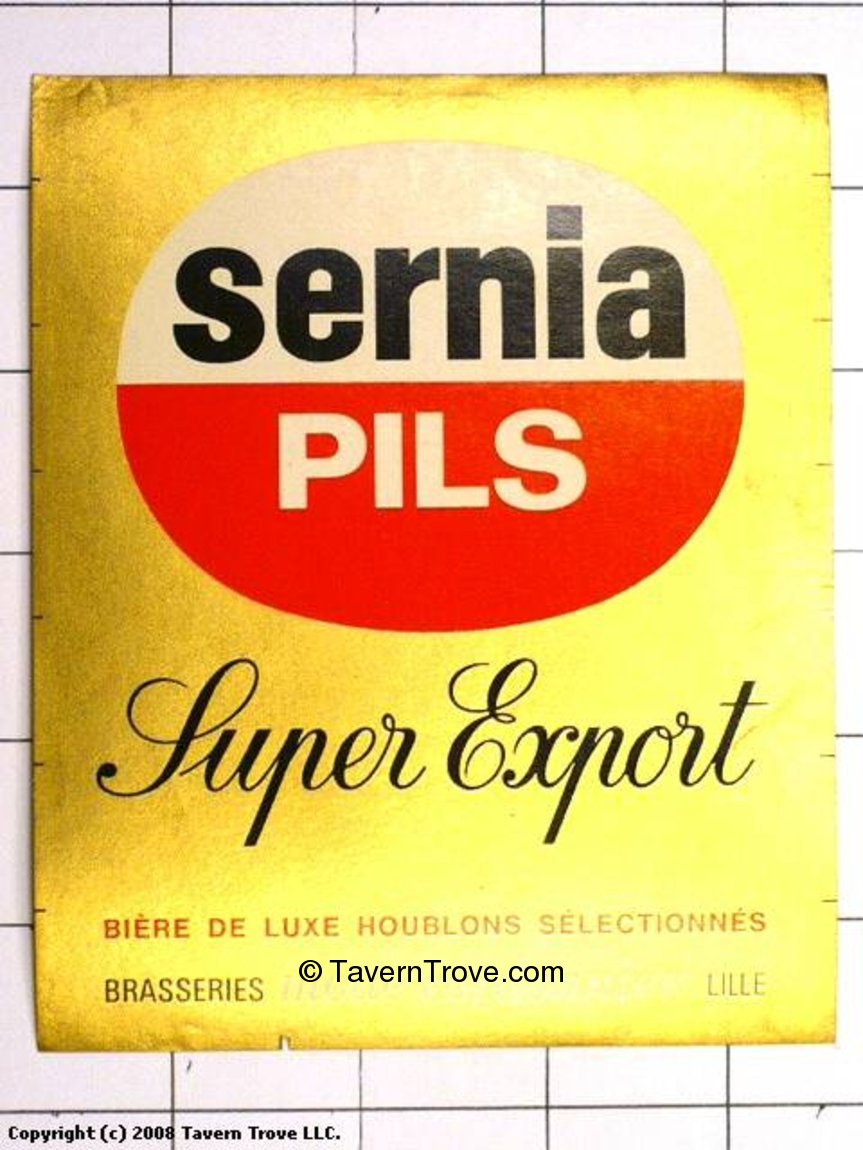 sernia
PILS
Super Export
BIÈRE DE LUXE HOUBLONS SÉLECTIONNÉS
© TavernTrove.com
BRASSERIES LILLE
Copyright (c) 2008 Tavern Trove LLC.